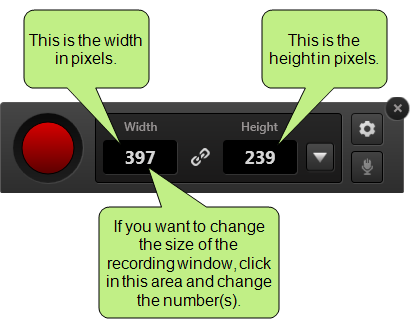 This is the width
in pixels.
This is the
height in pixels.
Width
Height
397
239
If you want to change
the size of the
recording window, click
in this area and change
the number(s).